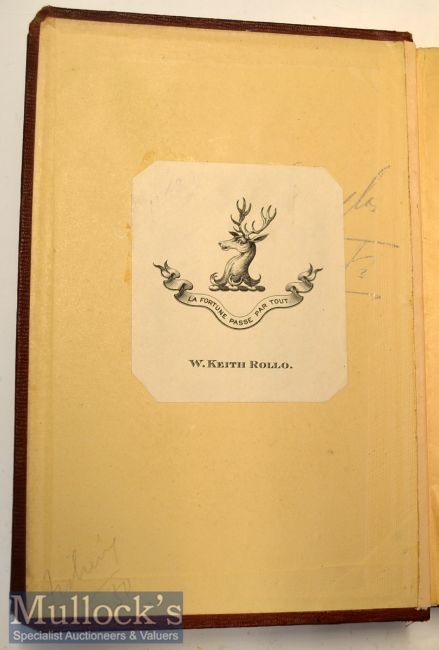 LA FORTUNE PASSE PAR TOUT
W. KEITH ROLLO.
Mullock's
Specialist Auctioneers & Valuers